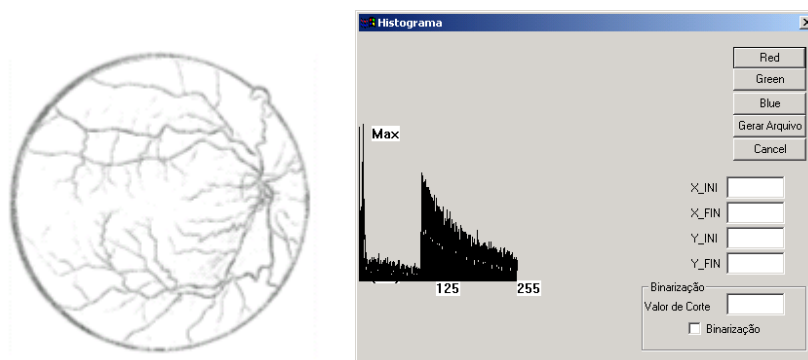 Histograma
Red
Green
Blue
Gerar Arquivo
Cancel
Max
X_INI
X_FIN
Y_INI
Y_FIN
125 255
Binarização
Valor de Corte
Binarização